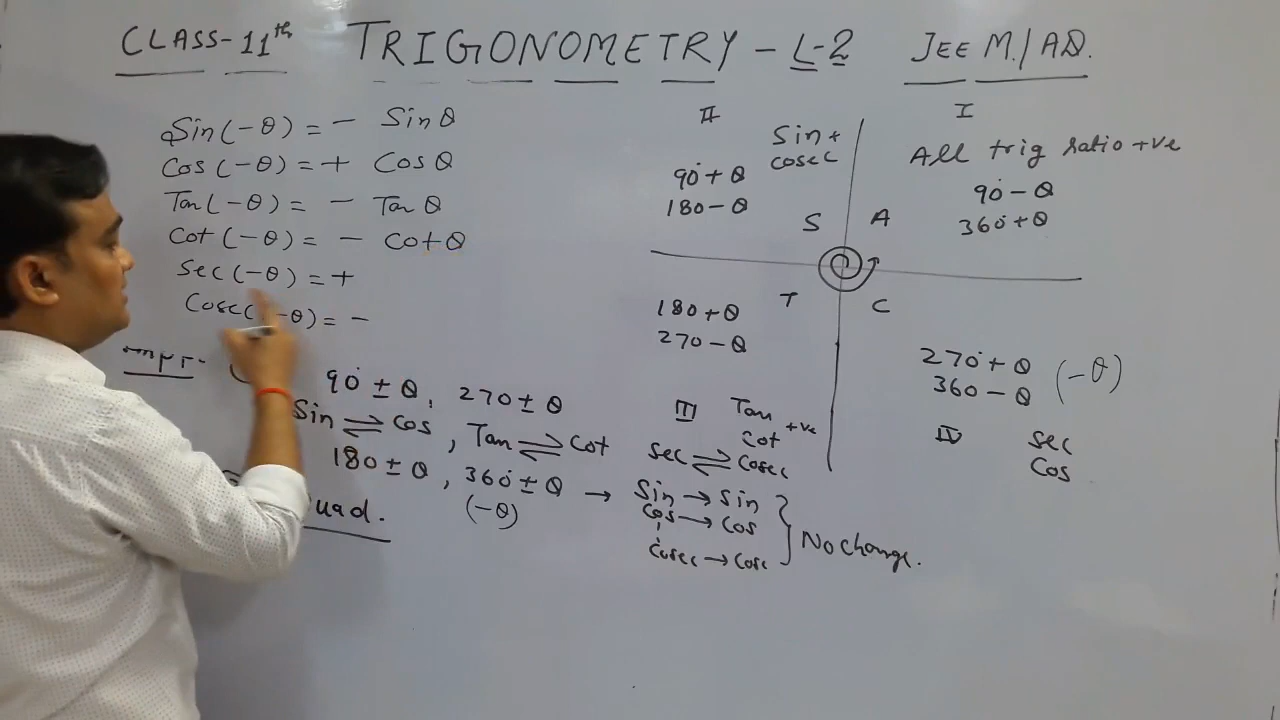 CLASS-11th TRIGONOMETRY - L-2 JEE M./AD.
Sin(-θ) = - Sinθ
Cos(-θ) = + Cosθ
Tan(-θ) = - Tanθ
Cot(-θ) = - Cotθ
Sec(-θ) = +
Cosec(-θ) = -
II
Sin +
Cosec
90°+θ
180-θ
S
I
All trig ratio +ve
90°-θ
360°+θ
A
T
180+θ
270-θ
III
Tan
Cot +ve
C
270°+θ
360-θ (-θ)
IV
Sec
Cos
90°±θ, 270±θ
Sin ⇌ Cos, Tan ⇌ Cot Sec ⇌ Cosec
180±θ, 360°±θ →
(-θ)
Sin → Sin
Cos → Cos
Cosec → Cosc
No change.
uad.